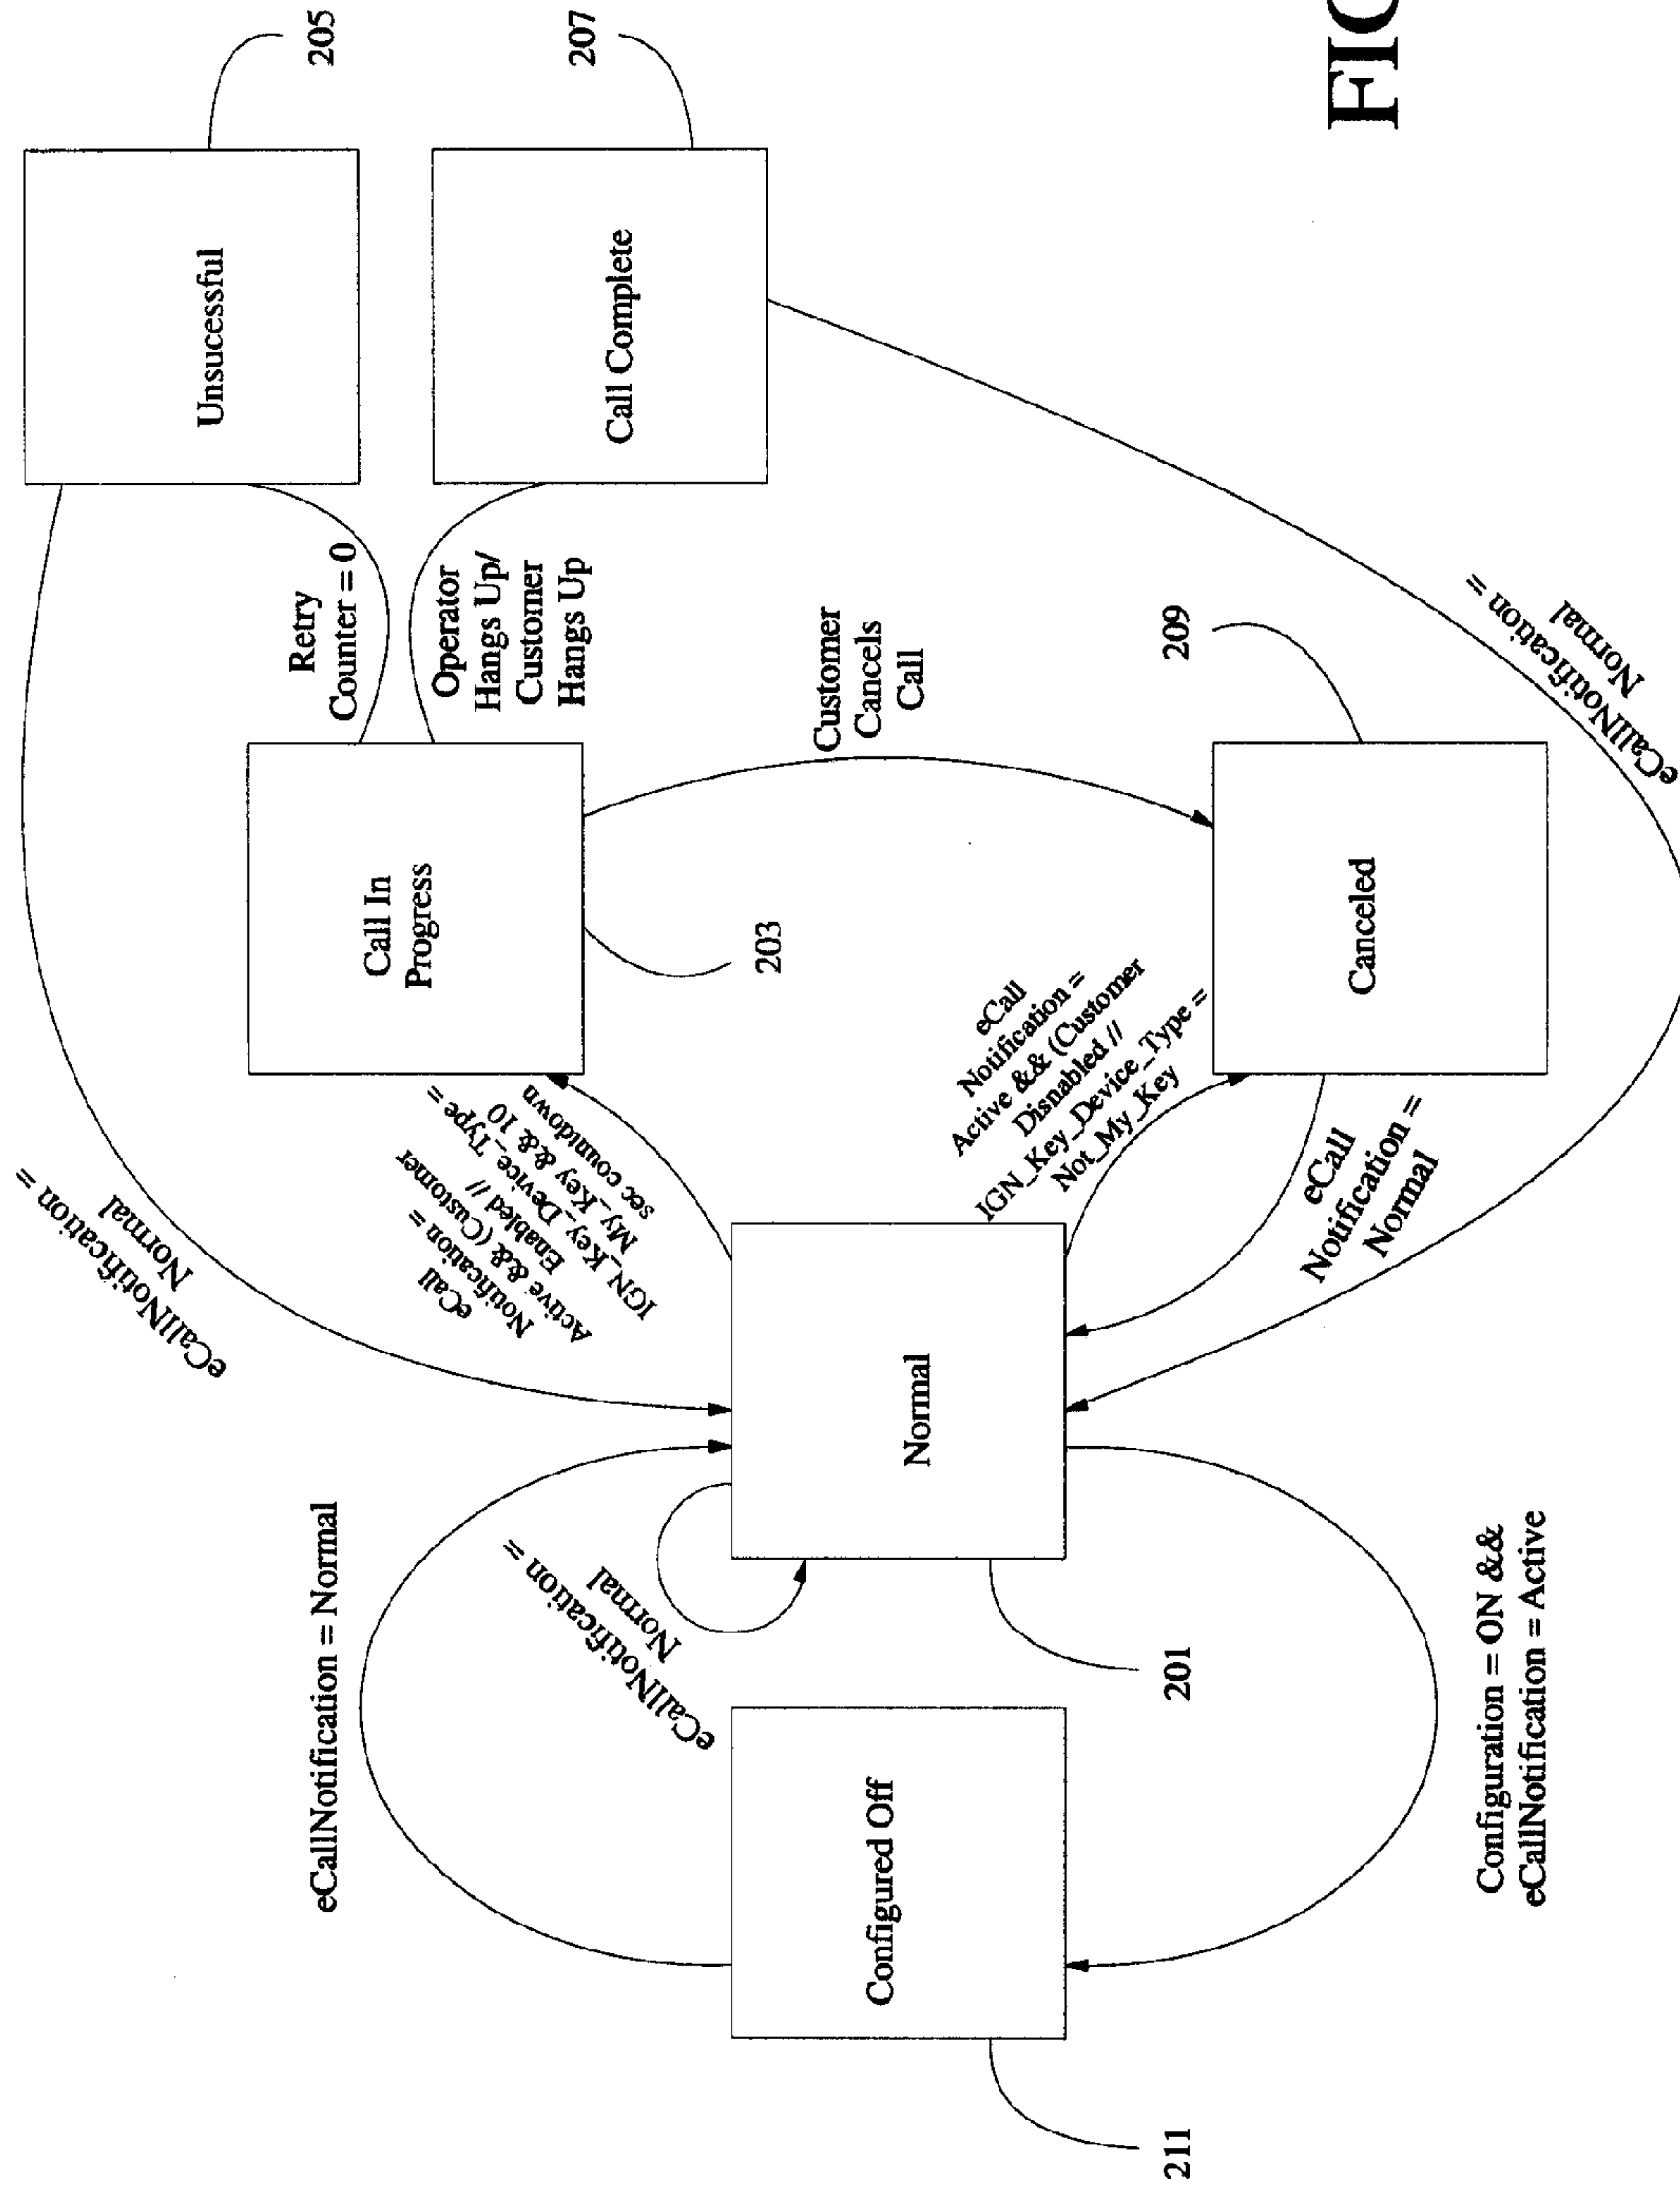 eCallNotification = Normal
Configured Off
211
Configuration = ON &&
eCallNotification = Active
eCallNotification =
Normal
Normal
201
eCallNotification =
Normal
eCall
Notification =
Active && (Customer
Enabled //
IGN_Key_Device_Type =
My_Key && 10
sec countdown
Call In
Progress
203
eCall
Notification =
Active && (Customer
Disnabled //
IGN_Key_Device_Type =
Not_My_Key
eCall
Notification =
Normal
Canceled
209
Customer
Cancels
Call
Retry
Counter = 0
Operator
Hangs Up/
Customer
Hangs Up
Unsucessful
205
Call Complete
207
eCallNotification =
Normal
FIG